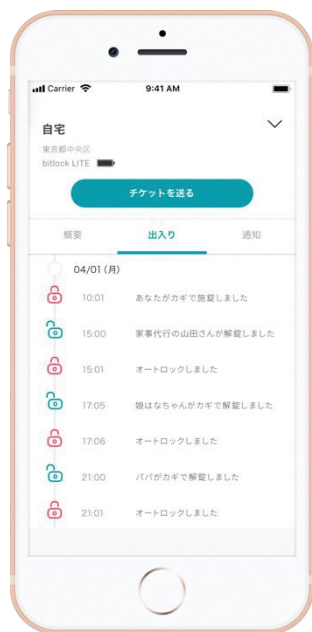 Carrier 9:41 AM
自宅
東京都中央区
bitlock LITE
チケットを送る
概要 出入り 通知
04/01 (月)
10:01 あなたがカギで施錠しました
15:00 家事代行の山田さんが解錠しました
15:01 オートロックしました
17:05 娘はなちゃんがカギで解錠しました
17:06 オートロックしました
21:00 パパがカギで解錠しました
21:01 オートロックしました